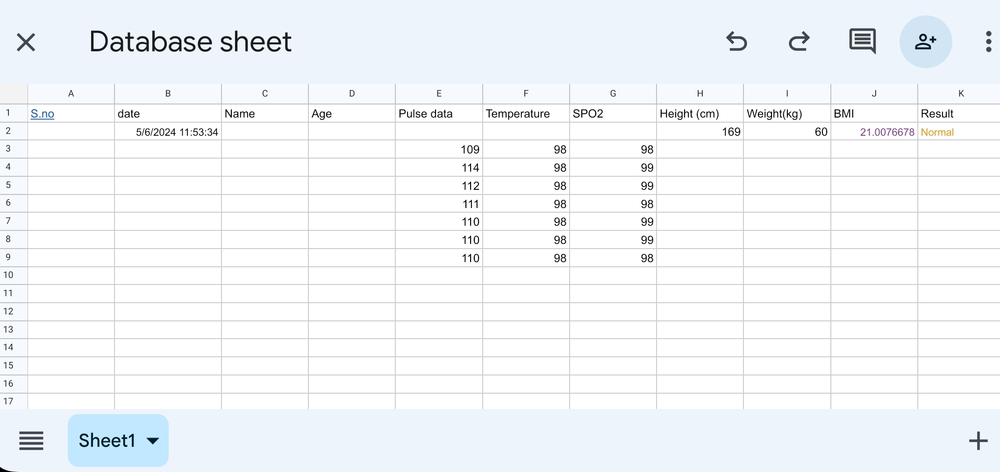 Database sheet
A B C D E F G H I J K
1 S.no date Name Age Pulse data Temperature SPO2 Height (cm) Weight(kg) BMI Result
2 5/6/2024 11:53:34 169 60 21.0076678 Normal
3 109 98 98
4 114 98 99
5 112 98 99
6 111 98 98
7 110 98 99
8 110 98 99
9 110 98 98
10
11
12
13
14
15
16
17
Sheet1